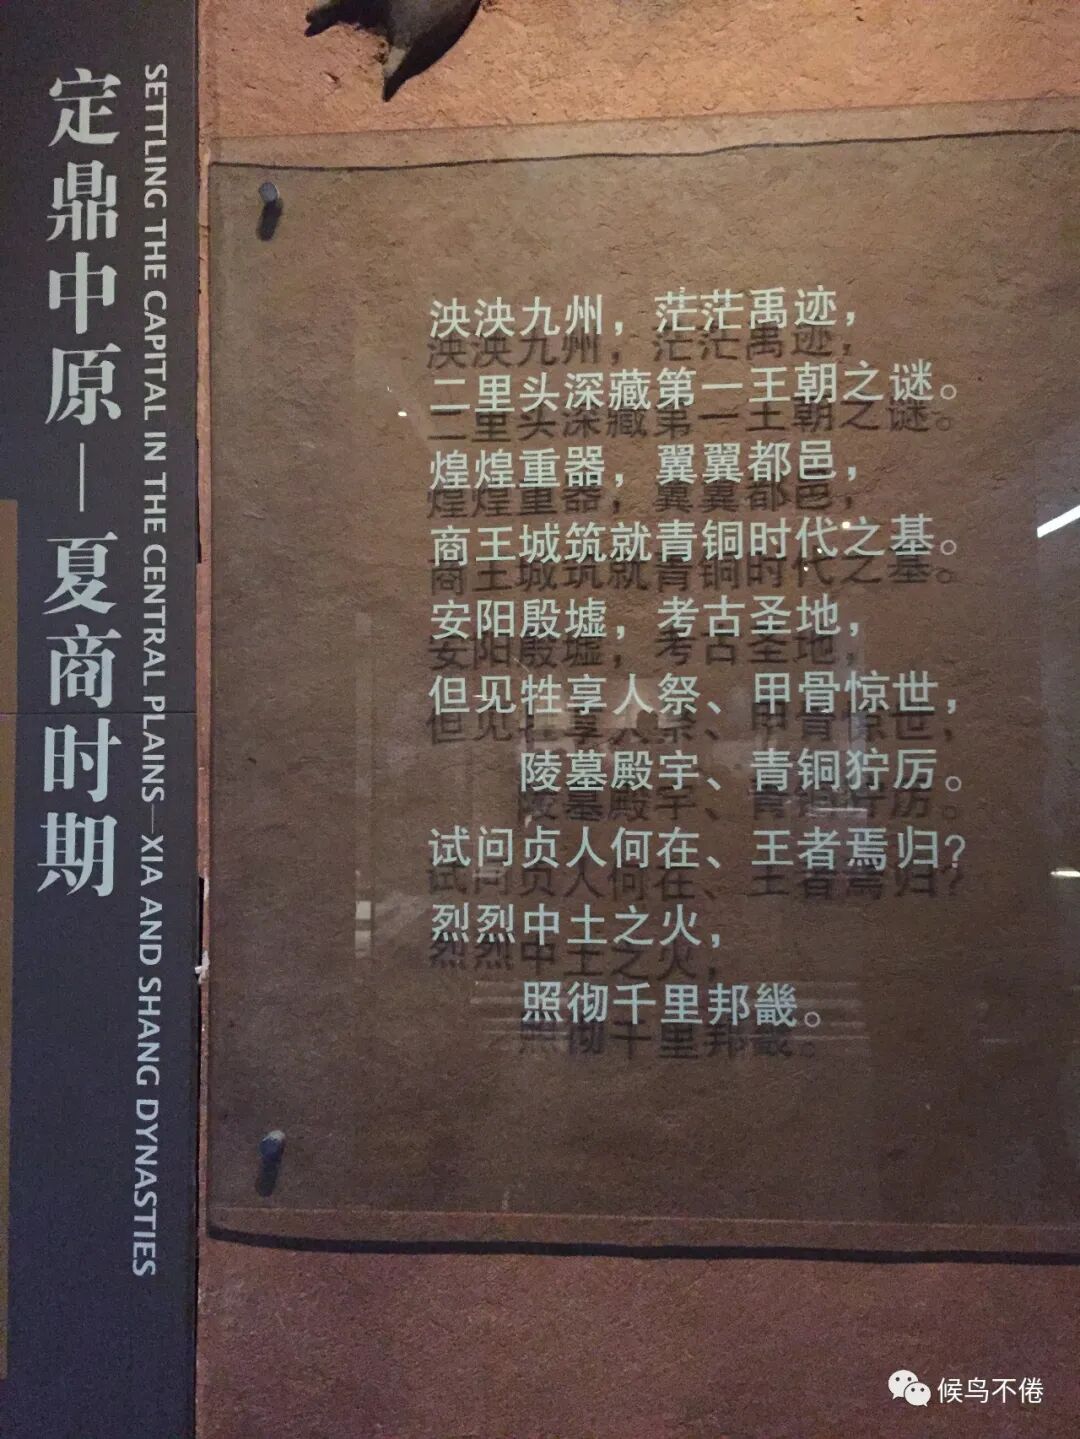 定鼎中原—夏商时期
SETTLING THE CAPITAL IN THE CENTRAL PLAINS—XIA AND SHANG DYNASTIES
泱泱九州，茫茫禹迹，
二里头深藏第一王朝之谜。
煌煌重器，翼翼都邑，
商王城筑就青铜时代之基。
安阳殷墟，考古圣地，
但见牲享人祭、甲骨惊世，
陵墓殿宇、青铜狞厉。
试问贞人何在、王者焉归？
烈烈中土之火，
照彻千里邦畿。
候鸟不倦